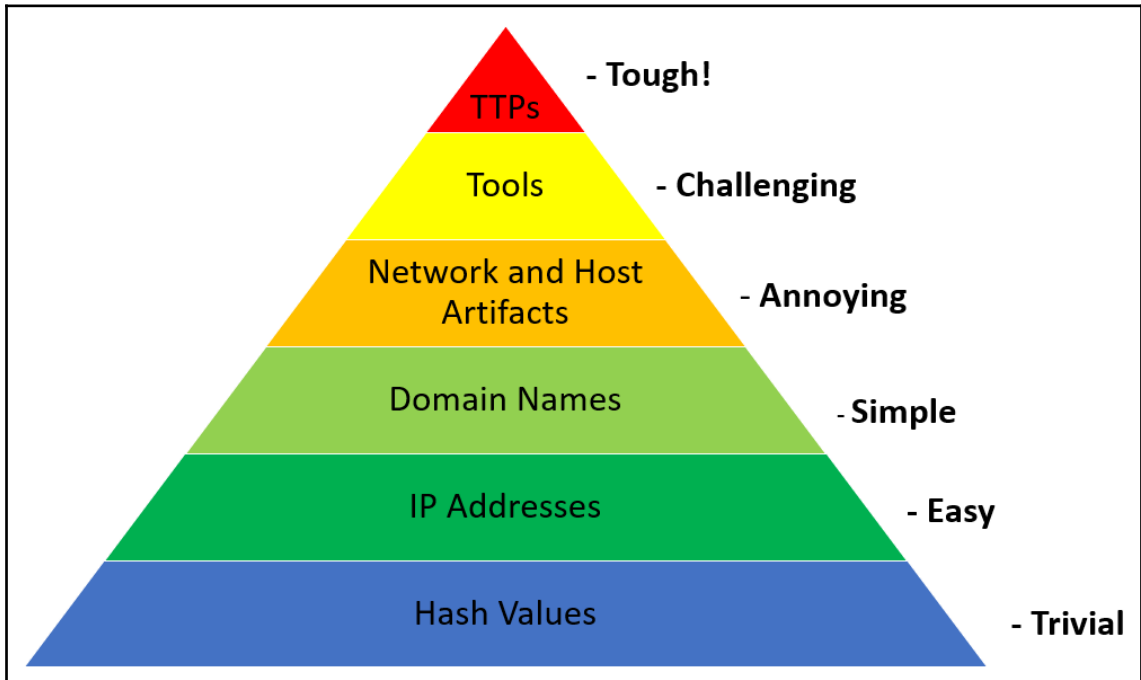 TTPs
- Tough!
Tools
- Challenging
Network and Host
Artifacts
- Annoying
Domain Names
- Simple
IP Addresses
- Easy
Hash Values
- Trivial